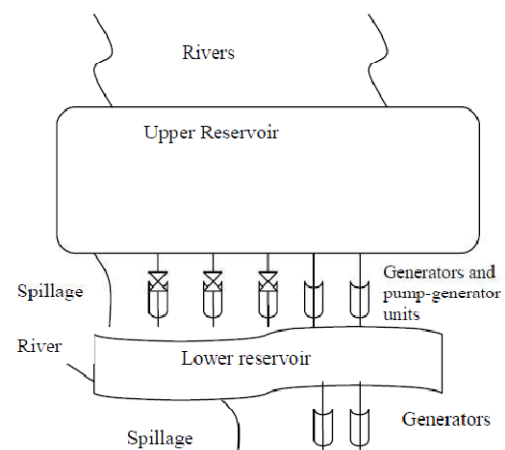 Rivers
Upper Reservoir
Generators and
pump-generator
units
Spillage
River
Lower reservoir
Generators
Spillage